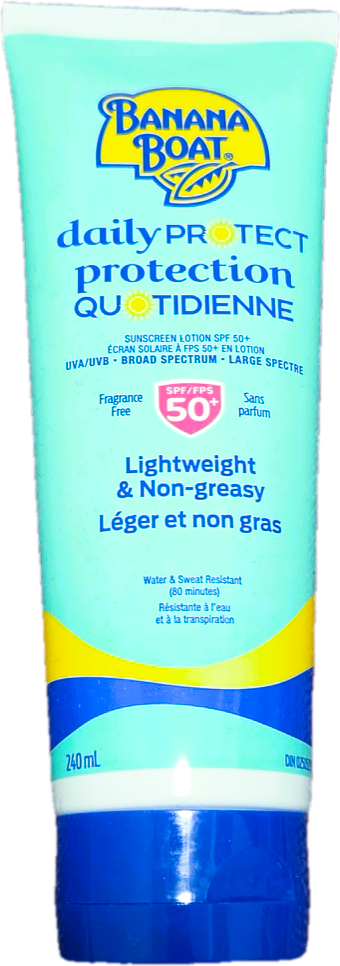 BANANA
BOAT®
daily PROTECT
protection
QUOTIDIENNE
SUNSCREEN LOTION SPF 50+
ÉCRAN SOLAIRE À FPS 50+ EN LOTION
UVA/UVB • BROAD SPECTRUM • LARGE SPECTRE
Fragrance
Free
SPF/FPS
50+
Sans
parfum
Lightweight
& Non-greasy
Léger et non gras
Water & Sweat Resistant
(80 minutes)
Résistante à l'eau
et à la transpiration
240 mL
DIN